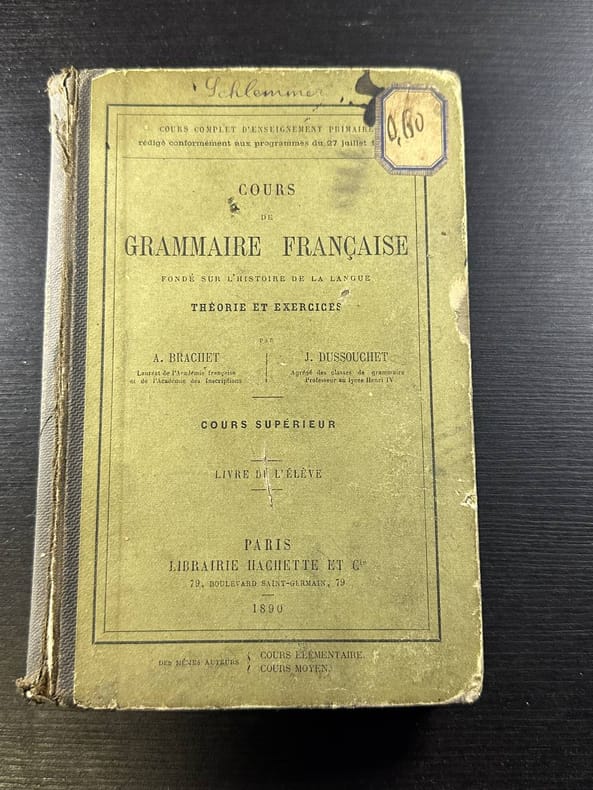 Schlemmer
0,60
COURS COMPLET D'ENSEIGNEMENT PRIMAIRE
rédigé conformément aux programmes du 27 juillet
COURS
DE
GRAMMAIRE FRANÇAISE
FONDÉ SUR L'HISTOIRE DE LA LANGUE
THÉORIE ET EXERCICES
PAR
A. BRACHET
Lauréat de l'Académie française
et de l'Académie des Inscriptions
J. DUSSOUCHET
Agrégé des classes de grammaire
Professeur au lycée Henri IV
COURS SUPÉRIEUR
LIVRE DE L'ÉLÈVE
PARIS
LIBRAIRIE HACHETTE ET Cie
79, BOULEVARD SAINT-GERMAIN, 79
1890
DES MÊMES AUTEURS
COURS ÉLÉMENTAIRE.
COURS MOYEN.